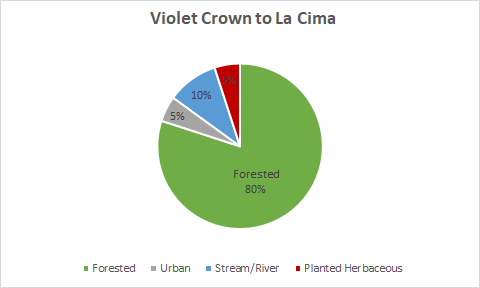 Violet Crown to La Cima
5%
10%
5%
Forested
80%
Forested Urban Stream/River Planted Herbaceous